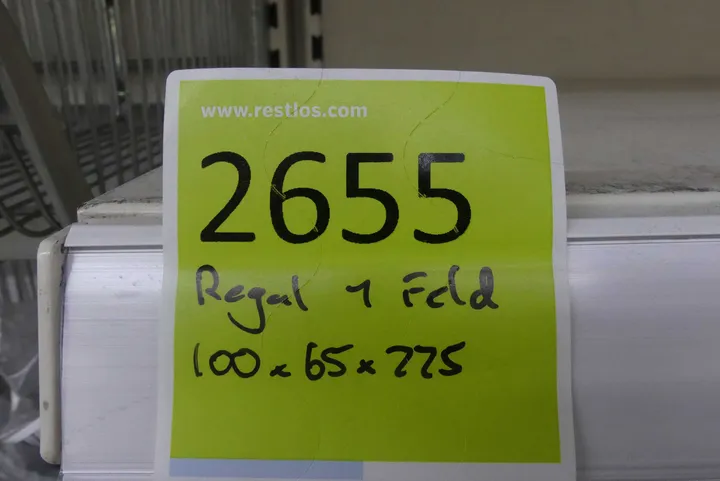 www.restlos.com
2655
Regal 1 Feld
100 x 65 x 225